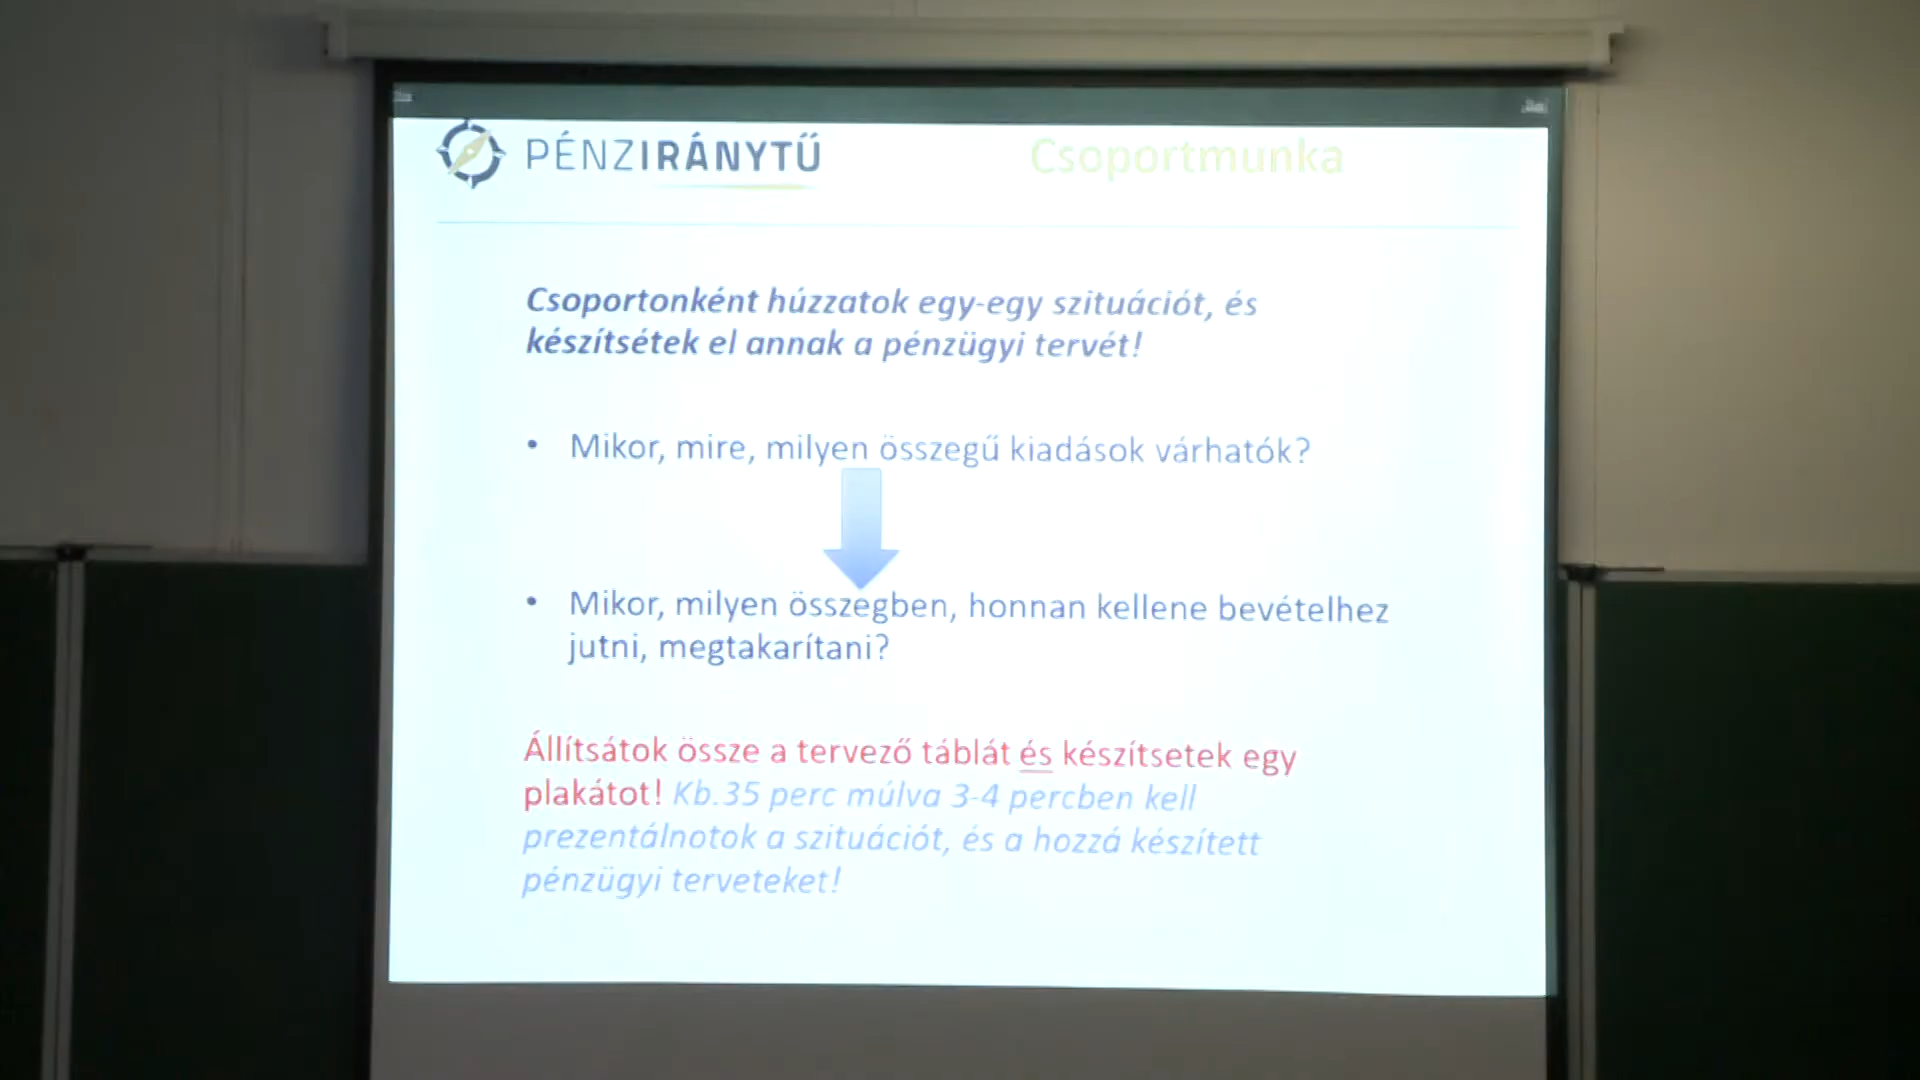 PÉNZIRÁNYTŰ
Csoportmunka
Csoportonként húzzatok egy-egy szituációt, és
készítsétek el annak a pénzügyi tervét!
• Mikor, mire, milyen összegű kiadások várhatók?
• Mikor, milyen összegben, honnan kellene bevételhez
jutni, megtakarítani?
Állítsátok össze a tervező táblát és készítsetek egy
plakátot! Kb.35 perc múlva 3-4 percben kell
prezentálnotok a szituációt, és a hozzá készített
pénzügyi terveteket!